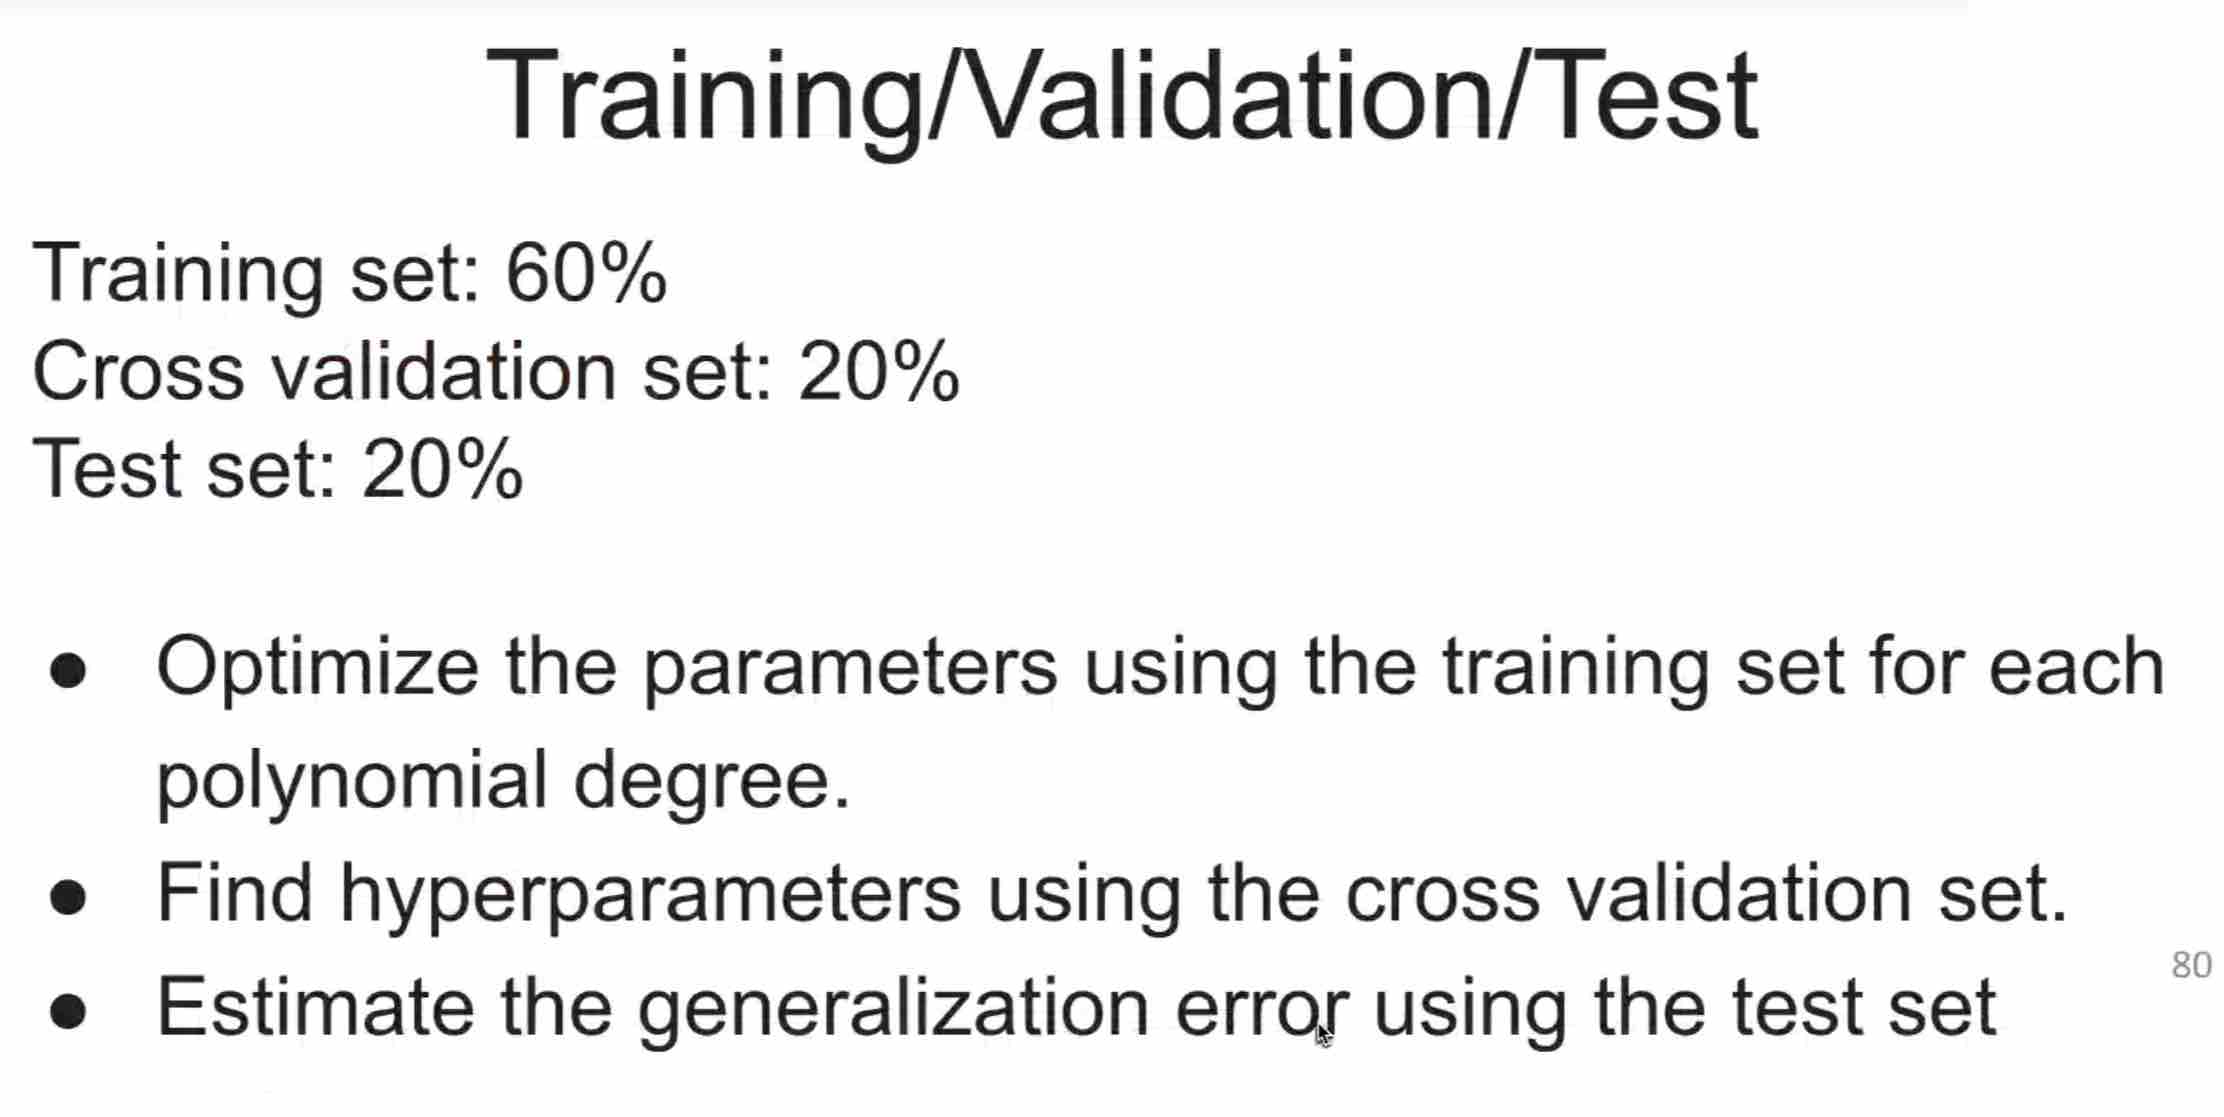 Training/Validation/Test
Training set: 60%
Cross validation set: 20%
Test set: 20%
● Optimize the parameters using the training set for each
polynomial degree.
● Find hyperparameters using the cross validation set.
● Estimate the generalization error using the test set
80